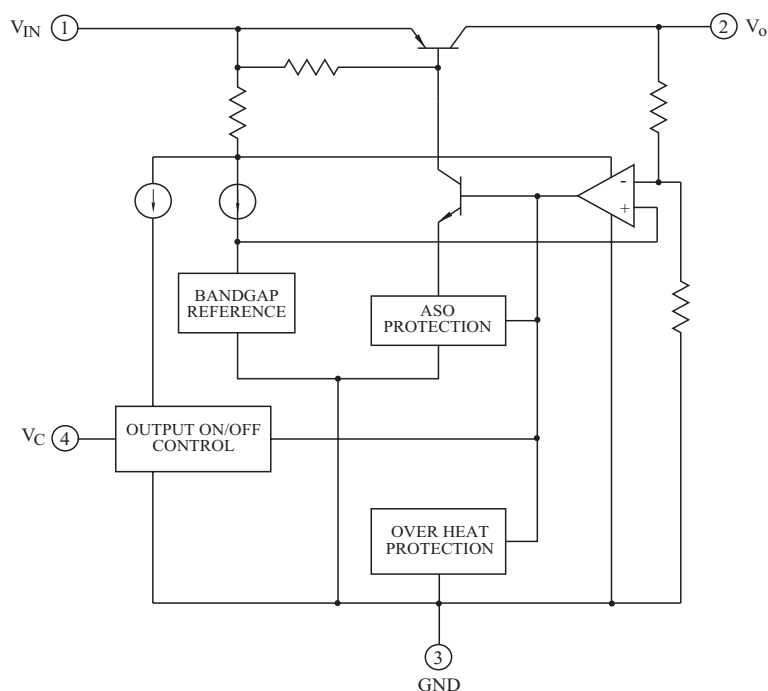 VIN 1
2 Vo
-
+
BANDGAP
REFERENCE
ASO
PROTECTION
VC 4
OUTPUT ON/OFF
CONTROL
OVER HEAT
PROTECTION
3
GND